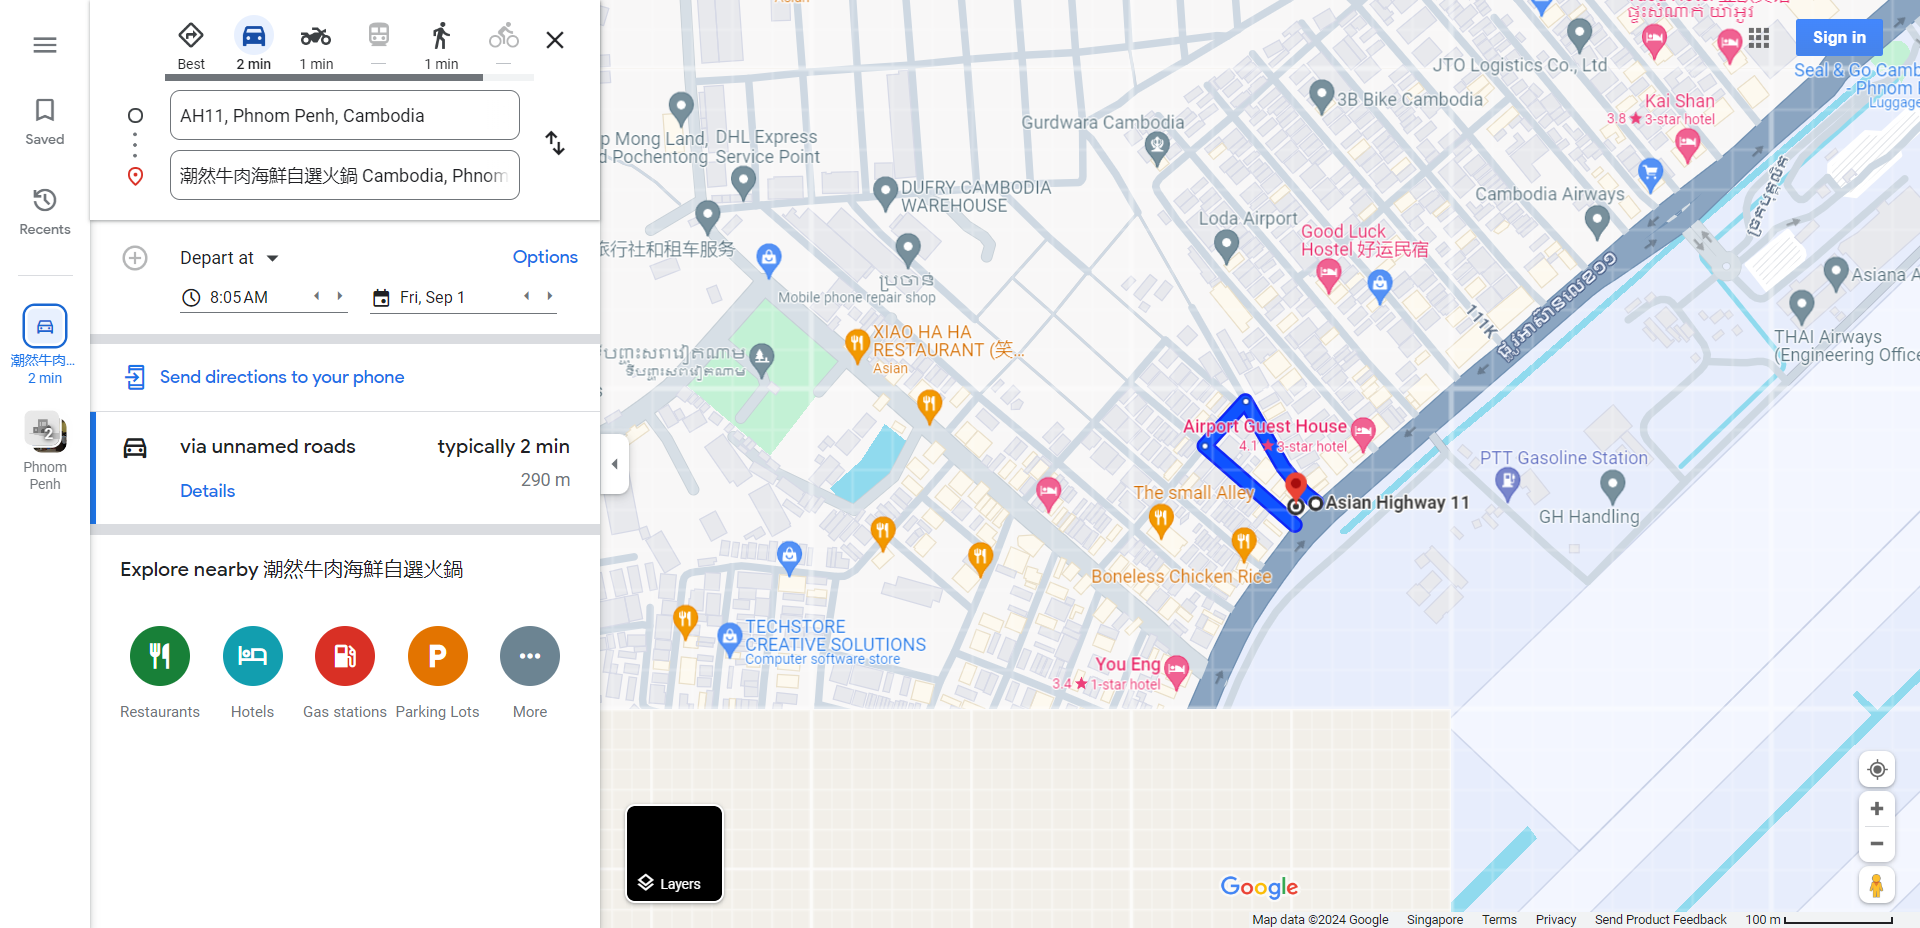 Saved
Recents
潮然牛肉...
2 min
2
Phnom
Penh
Best
2 min
1 min
—
1 min
—
AH11, Phnom Penh, Cambodia
潮然牛肉海鮮自選火鍋 Cambodia, Phnom
Depart at
Options
8:05 AM
Fri, Sep 1
Send directions to your phone
via unnamed roads
typically 2 min
290 m
Details
Explore nearby 潮然牛肉海鮮自選火鍋
Restaurants
Hotels
Gas stations
P
Parking Lots
More
Asian
JTO Logistics Co., Ltd
Sign in
Seal & Go Camb
- Phnom
Luggage
Kai Shan
3.8 ★ 3-star hotel
3B Bike Cambodia
Gurdwara Cambodia
p Mong Land,
d Pochentong
DHL Express
Service Point
DUFRY CAMBODIA
WAREHOUSE
Cambodia Airways
Loda Airport
Good Luck
Hostel 好运民宿
旅行社和租车服务
ប្រចាន់
Mobile phone repair shop
Asiana A
THAI Airways
(Engineering Office
111K
XIAO HA HA
RESTAURANT (笑...
Asian
Airport Guest House
4.1 ★ 3-star hotel
PTT Gasoline Station
The small Alley
Asian Highway 11
GH Handling
Boneless Chicken Rice
TECHSTORE
CREATIVE SOLUTIONS
Computer software store
You Eng
3.4 ★ 1-star hotel
Layers
Google
Map data ©2024 Google
Singapore
Terms
Privacy
Send Product Feedback
100 m